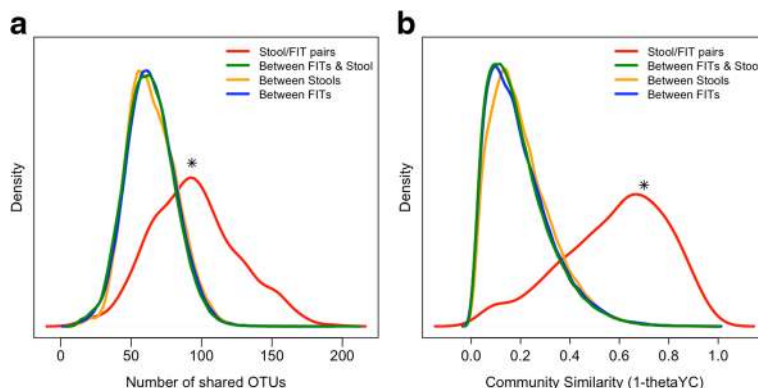 a
Stool/FIT pairs
Between FITs & Stool
Between Stools
Between FITs
*
Density
0 50 100 150 200
Number of shared OTUs
b
Stool/FIT pairs
Between FITs & Stool
Between Stools
Between FITs
*
Density
0.0 0.2 0.4 0.6 0.8 1.0
Community Similarity (1-thetaYC)